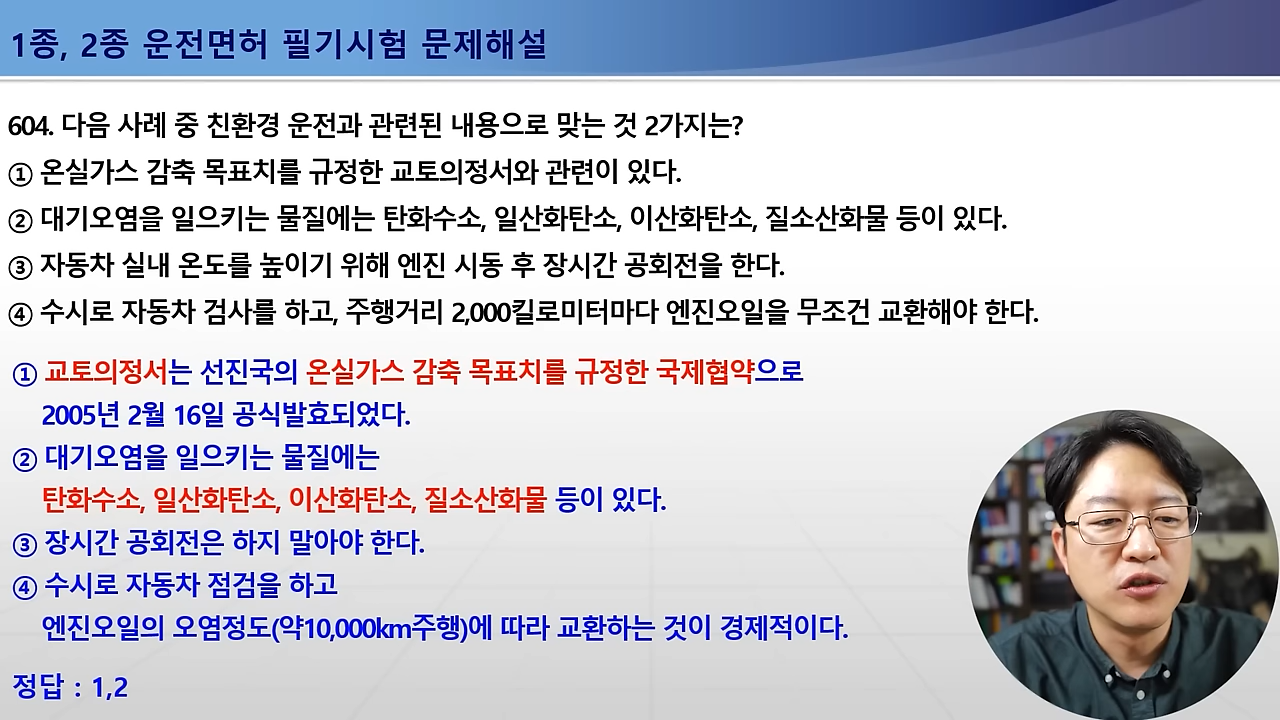 1종, 2종 운전면허 필기시험 문제해설
604. 다음 사례 중 친환경 운전과 관련된 내용으로 맞는 것 2가지는?
① 온실가스 감축 목표치를 규정한 교토의정서와 관련이 있다.
② 대기오염을 일으키는 물질에는 탄화수소, 일산화탄소, 이산화탄소, 질소산화물 등이 있다.
③ 자동차 실내 온도를 높이기 위해 엔진 시동 후 장시간 공회전을 한다.
④ 수시로 자동차 검사를 하고, 주행거리 2,000킬로미터마다 엔진오일을 무조건 교환해야 한다.
① 교토의정서는 선진국의 온실가스 감축 목표치를 규정한 국제협약으로
2005년 2월 16일 공식발효되었다.
② 대기오염을 일으키는 물질에는
탄화수소, 일산화탄소, 이산화탄소, 질소산화물 등이 있다.
③ 장시간 공회전은 하지 말아야 한다.
④ 수시로 자동차 점검을 하고
엔진오일의 오염정도(약10,000km주행)에 따라 교환하는 것이 경제적이다.
정답 : 1,2